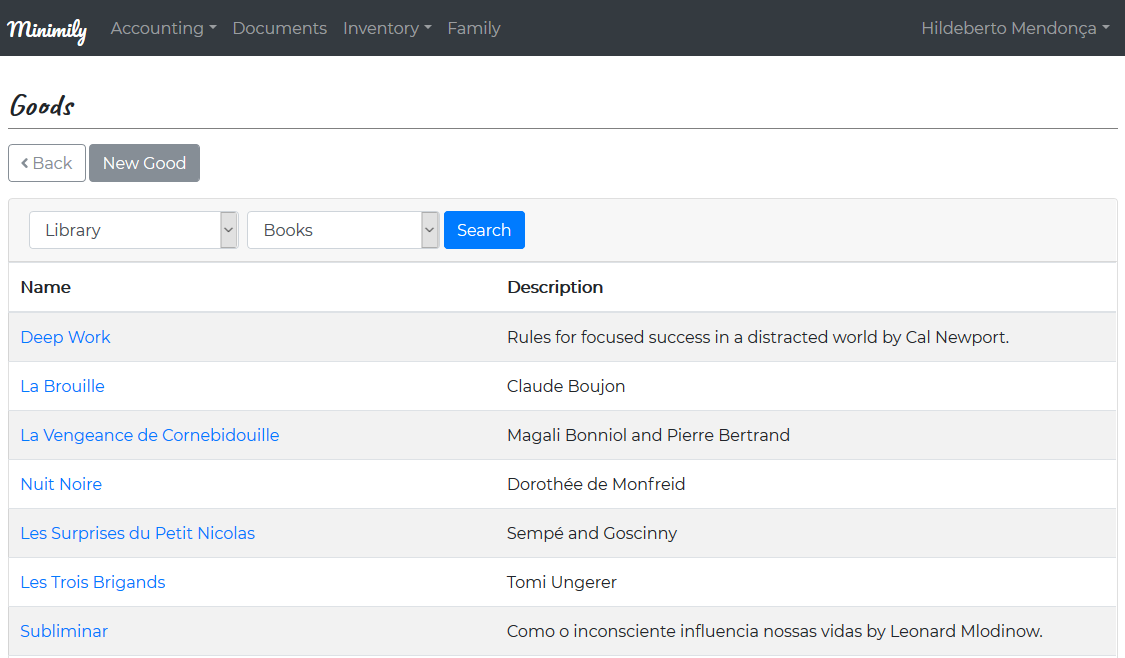 Minimily Accounting Documents Inventory Family Hildeberto Mendonça
Goods
Back New Good
Library Books Search
Name Description
Deep Work Rules for focused success in a distracted world by Cal Newport.
La Brouille Claude Boujon
La Vengeance de Cornebidouille Magali Bonniol and Pierre Bertrand
Nuit Noire Dorothée de Monfreid
Les Surprises du Petit Nicolas Sempé and Goscinny
Les Trois Brigands Tomi Ungerer
Subliminar Como o inconsciente influencia nossas vidas by Leonard Mlodinow.